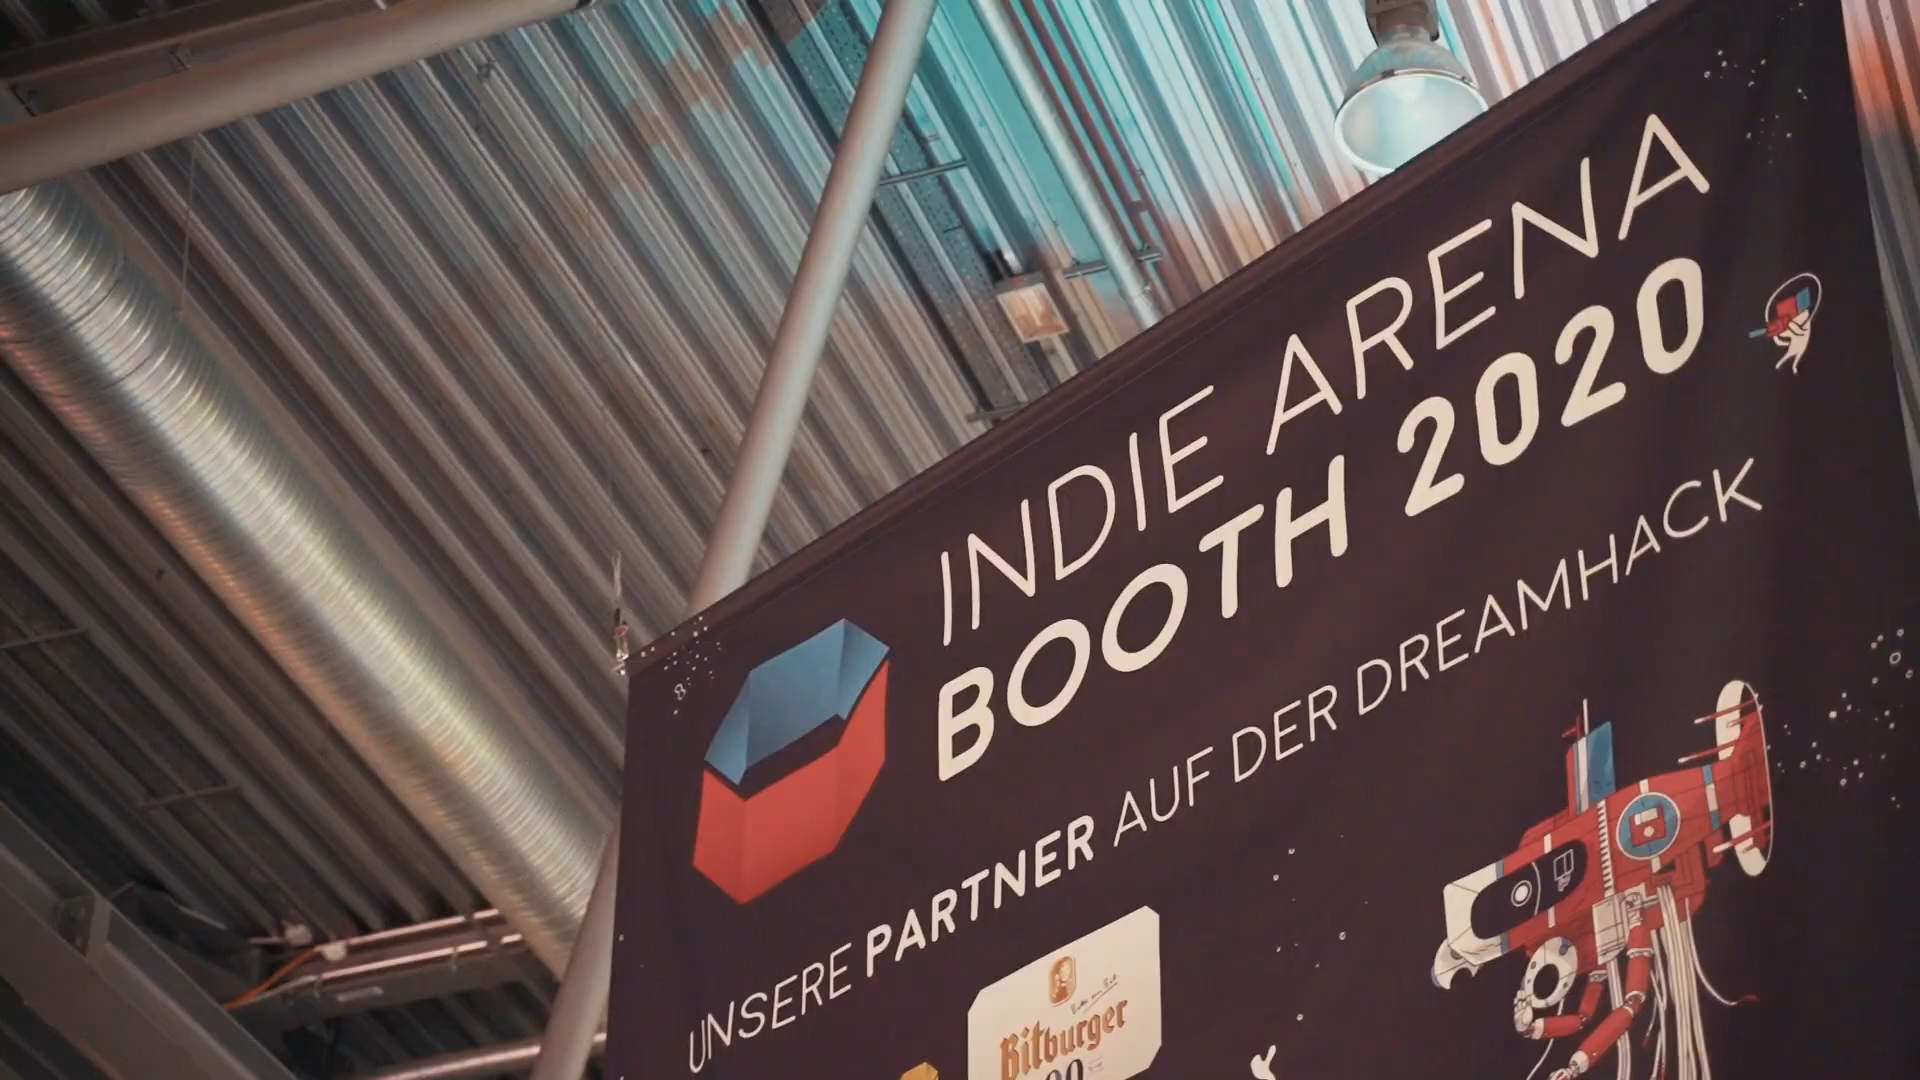 INDIE ARENA
BOOTH 2020
UNSERE PARTNER AUF DER DREAMHACK
Bitburger